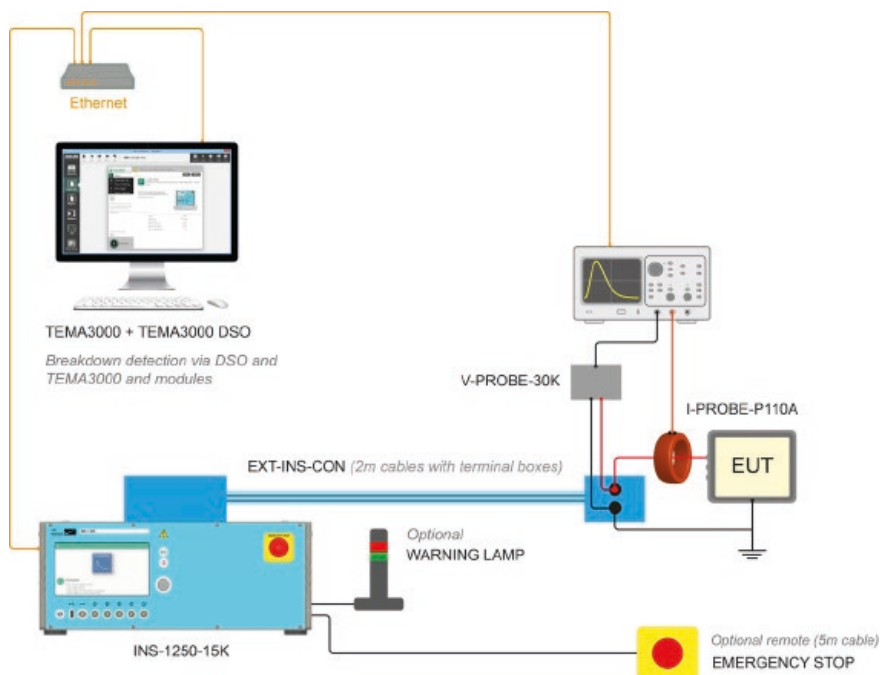 Ethernet
TEMA3000 + TEMA3000 DSO
Breakdown detection via DSO and
TEMA3000 and modules
V-PROBE-30K
I-PROBE-P110A
EUT
EXT-INS-CON (2m cables with terminal boxes)
Optional
WARNING LAMP
INS-1250-15K
Optional remote (5m cable)
EMERGENCY STOP